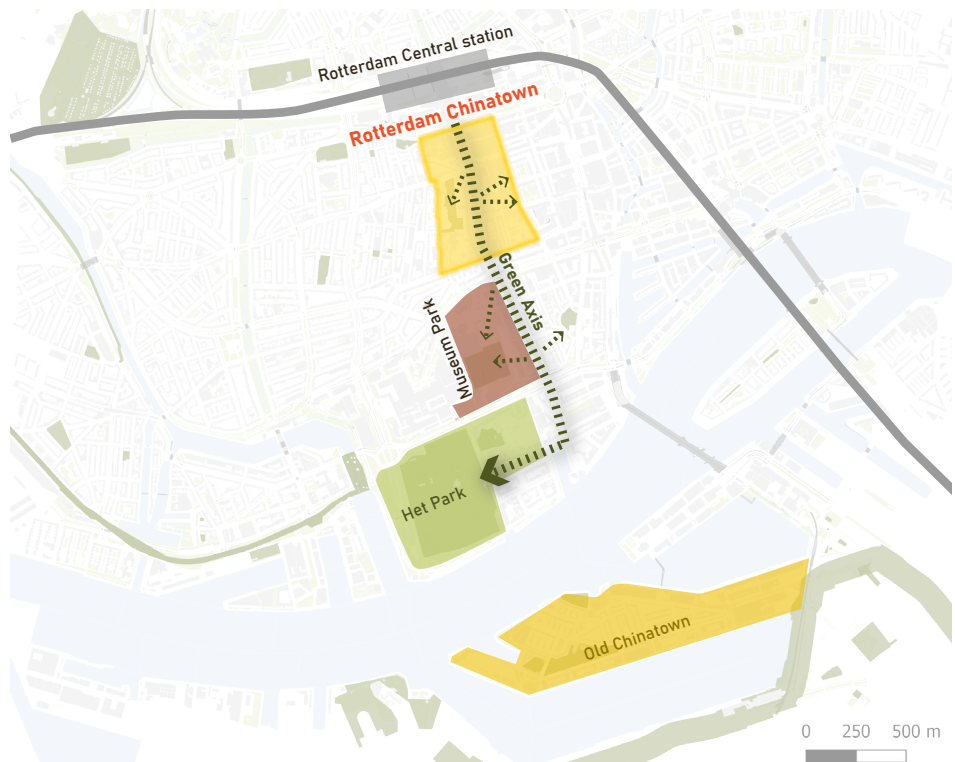 Rotterdam Central station
Rotterdam Chinatown
Green Axis
Museum Park
Het Park
Old Chinatown
0 250 500 m